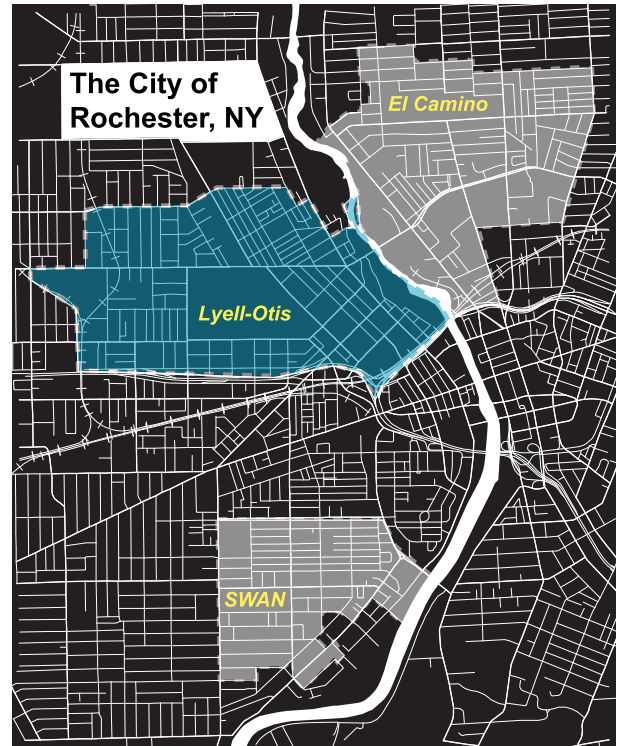 The City of
Rochester, NY
El Camino
Lyell-Otis
SWAN